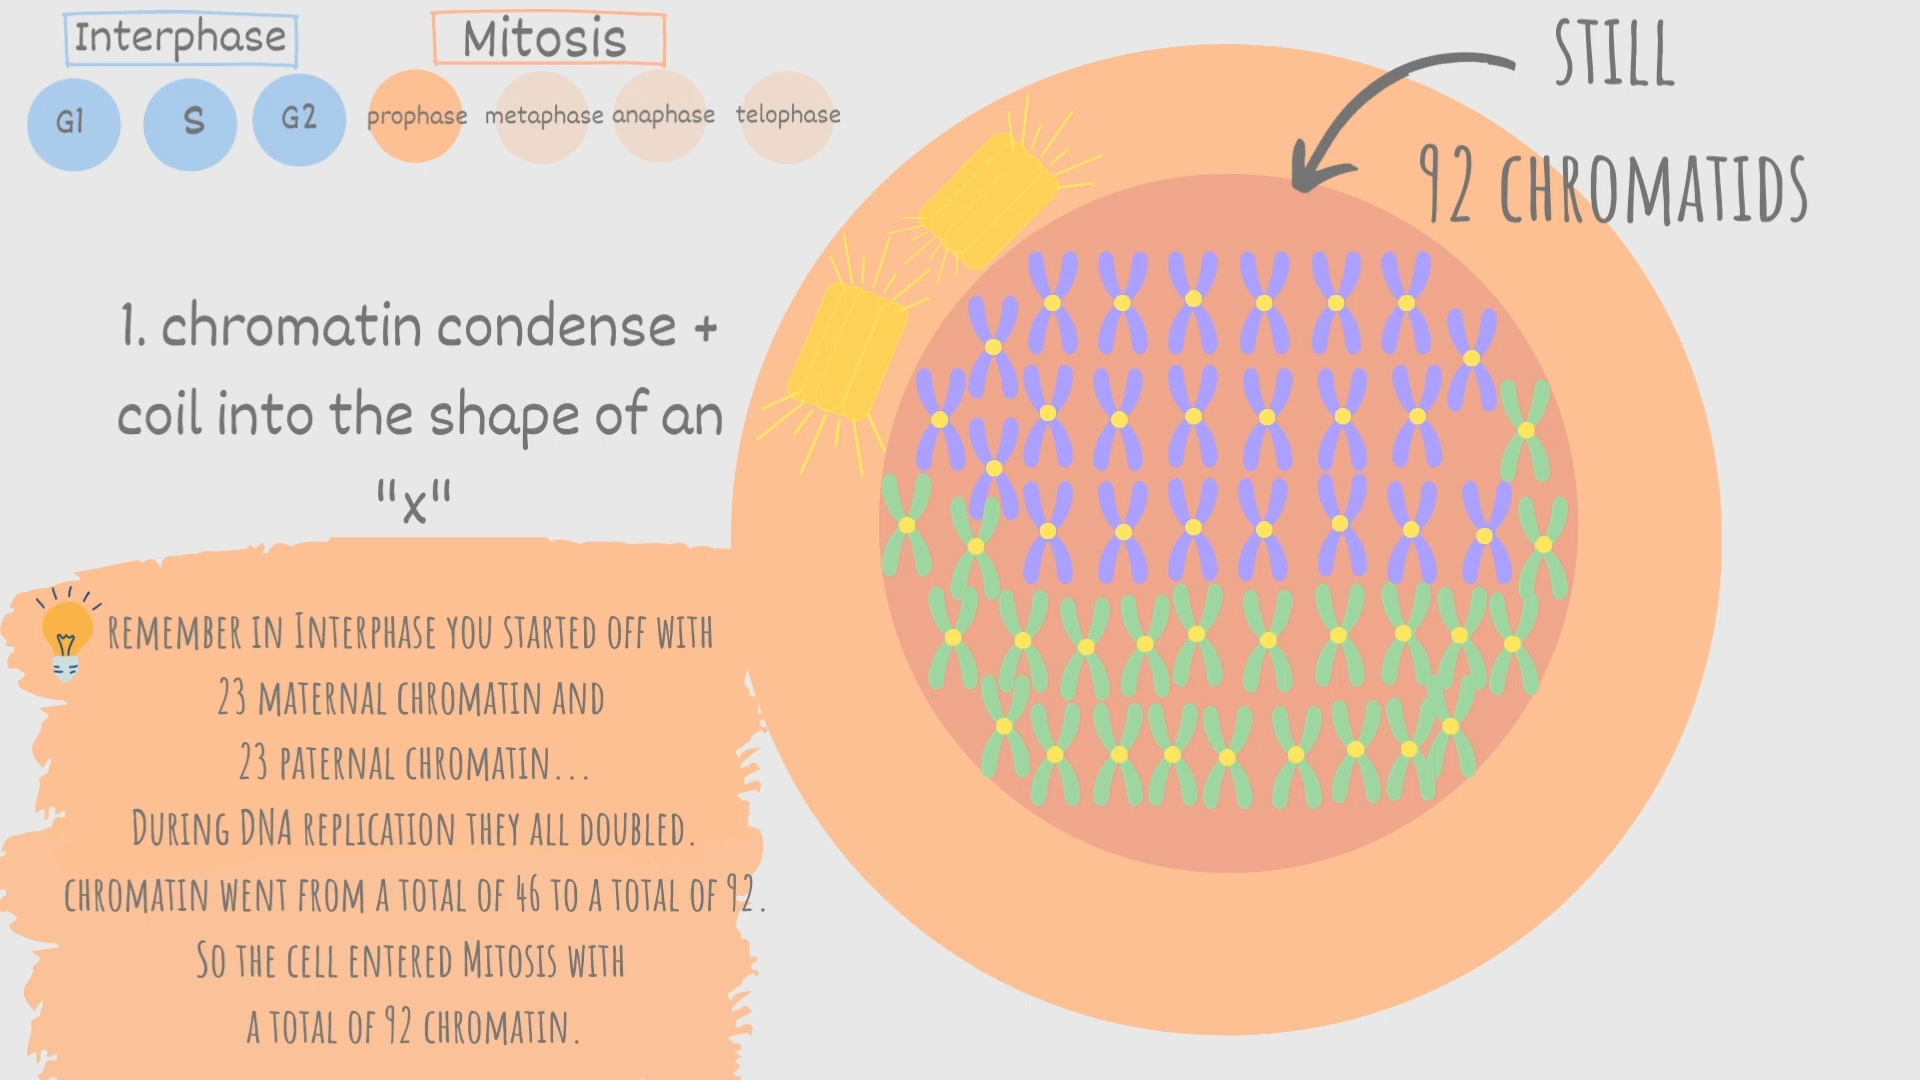 Interphase
Mitosis
G1
S
G2
prophase
metaphase
anaphase
telophase
STILL
92 CHROMATIDS
1. chromatin condense +
coil into the shape of an
"x"
REMEMBER IN INTERPHASE YOU STARTED OFF WITH
23 MATERNAL CHROMATIN AND
23 PATERNAL CHROMATIN...
DURING DNA REPLICATION THEY ALL DOUBLED.
CHROMATIN WENT FROM A TOTAL OF 46 TO A TOTAL OF 92.
SO THE CELL ENTERED MITOSIS WITH
A TOTAL OF 92 CHROMATIN.